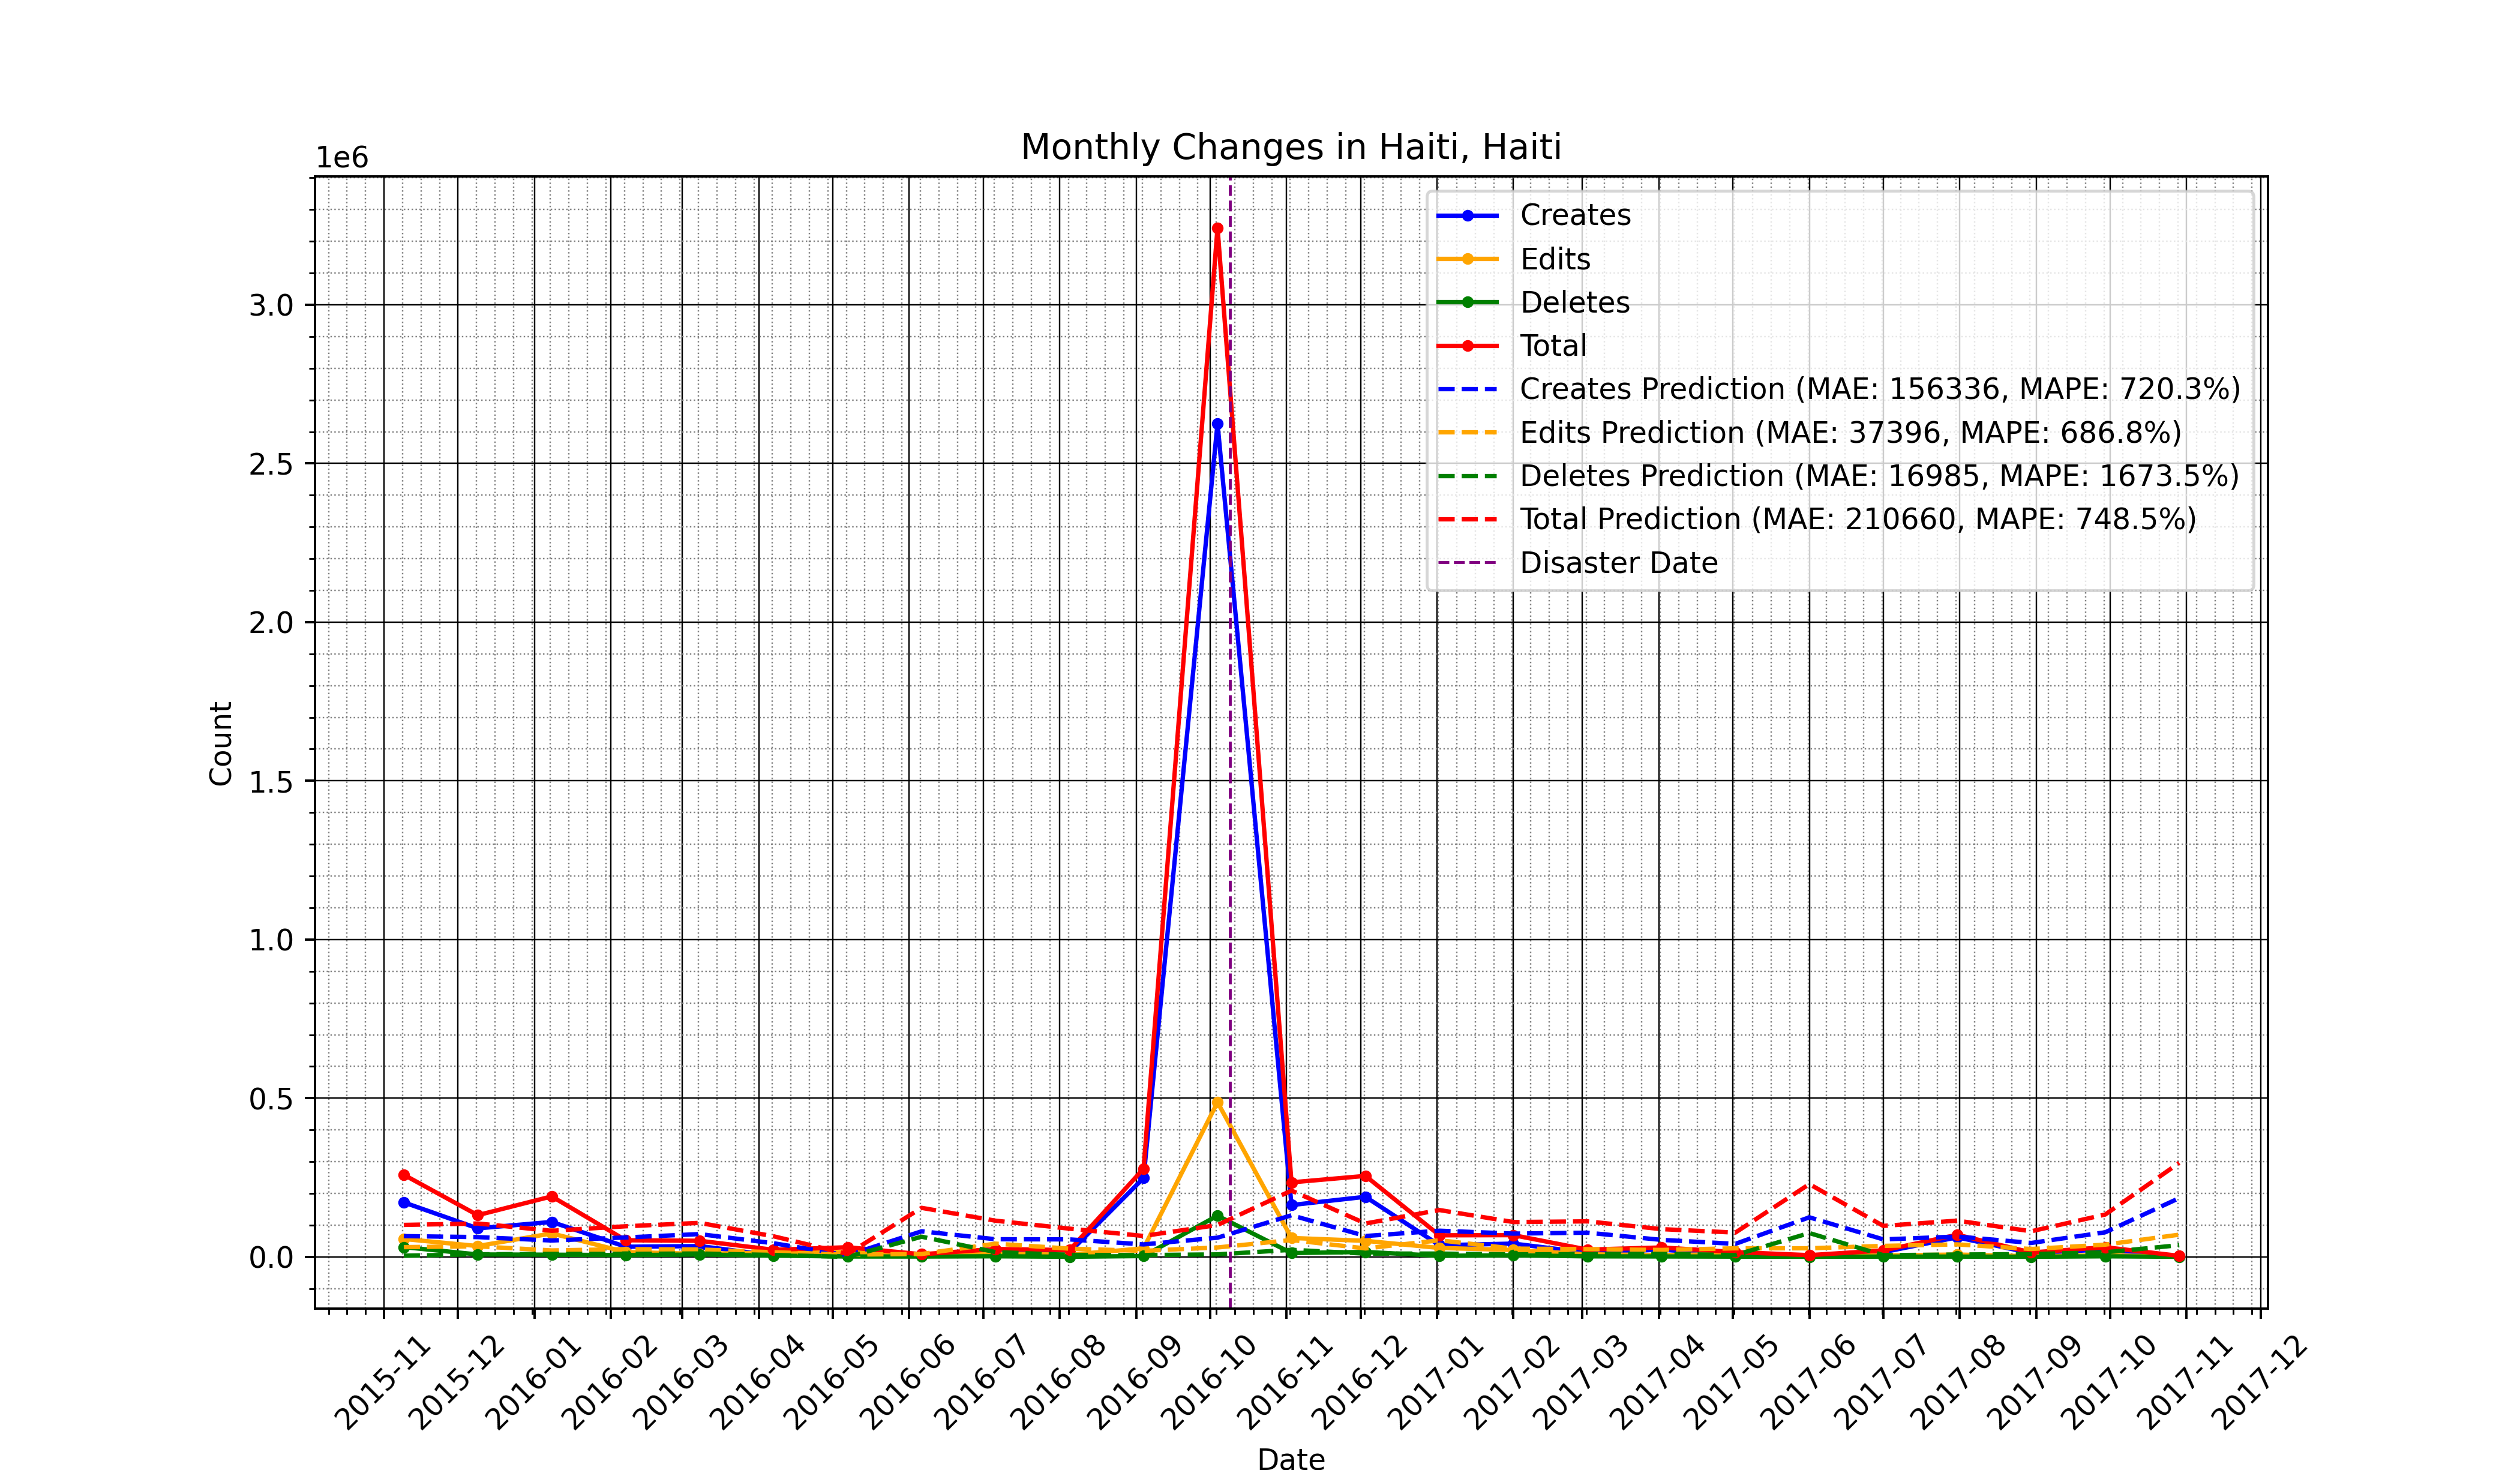 Monthly Changes in Haiti, Haiti
1e6
Creates
Edits
Deletes
Total
Creates Prediction (MAE: 156336, MAPE: 720.3%)
Edits Prediction (MAE: 37396, MAPE: 686.8%)
Deletes Prediction (MAE: 16985, MAPE: 1673.5%)
Total Prediction (MAE: 210660, MAPE: 748.5%)
Disaster Date
3.0
2.5
2.0
1.5
1.0
0.5
0.0
Count
2015-11
2015-12
2016-01
2016-02
2016-03
2016-04
2016-05
2016-06
2016-07
2016-08
2016-09
2016-10
2016-11
2016-12
2017-01
2017-02
2017-03
2017-04
2017-05
2017-06
2017-07
2017-08
2017-09
2017-10
2017-11
2017-12
Date